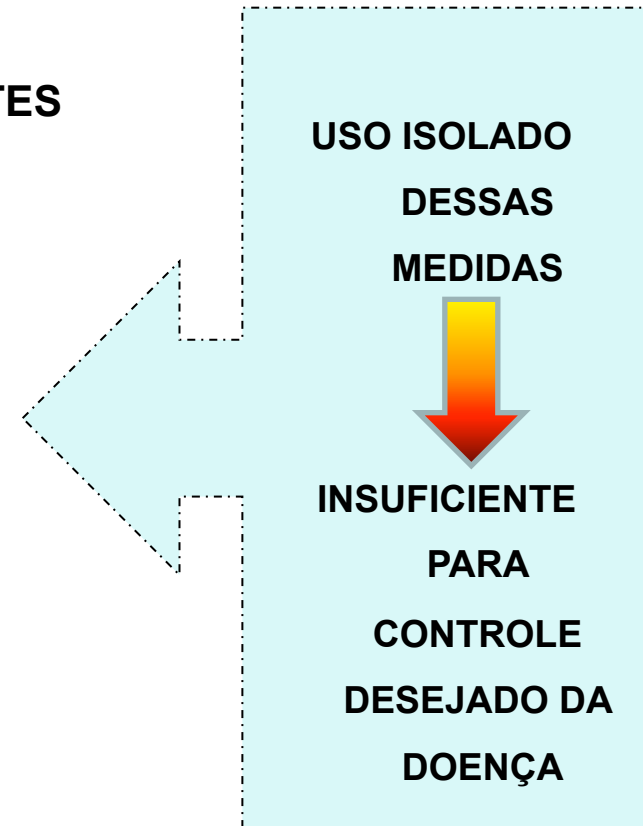 TES
USO ISOLADO
DESSAS
MEDIDAS
INSUFICIENTE
PARA
CONTROLE
DESEJADO DA
DOENÇA